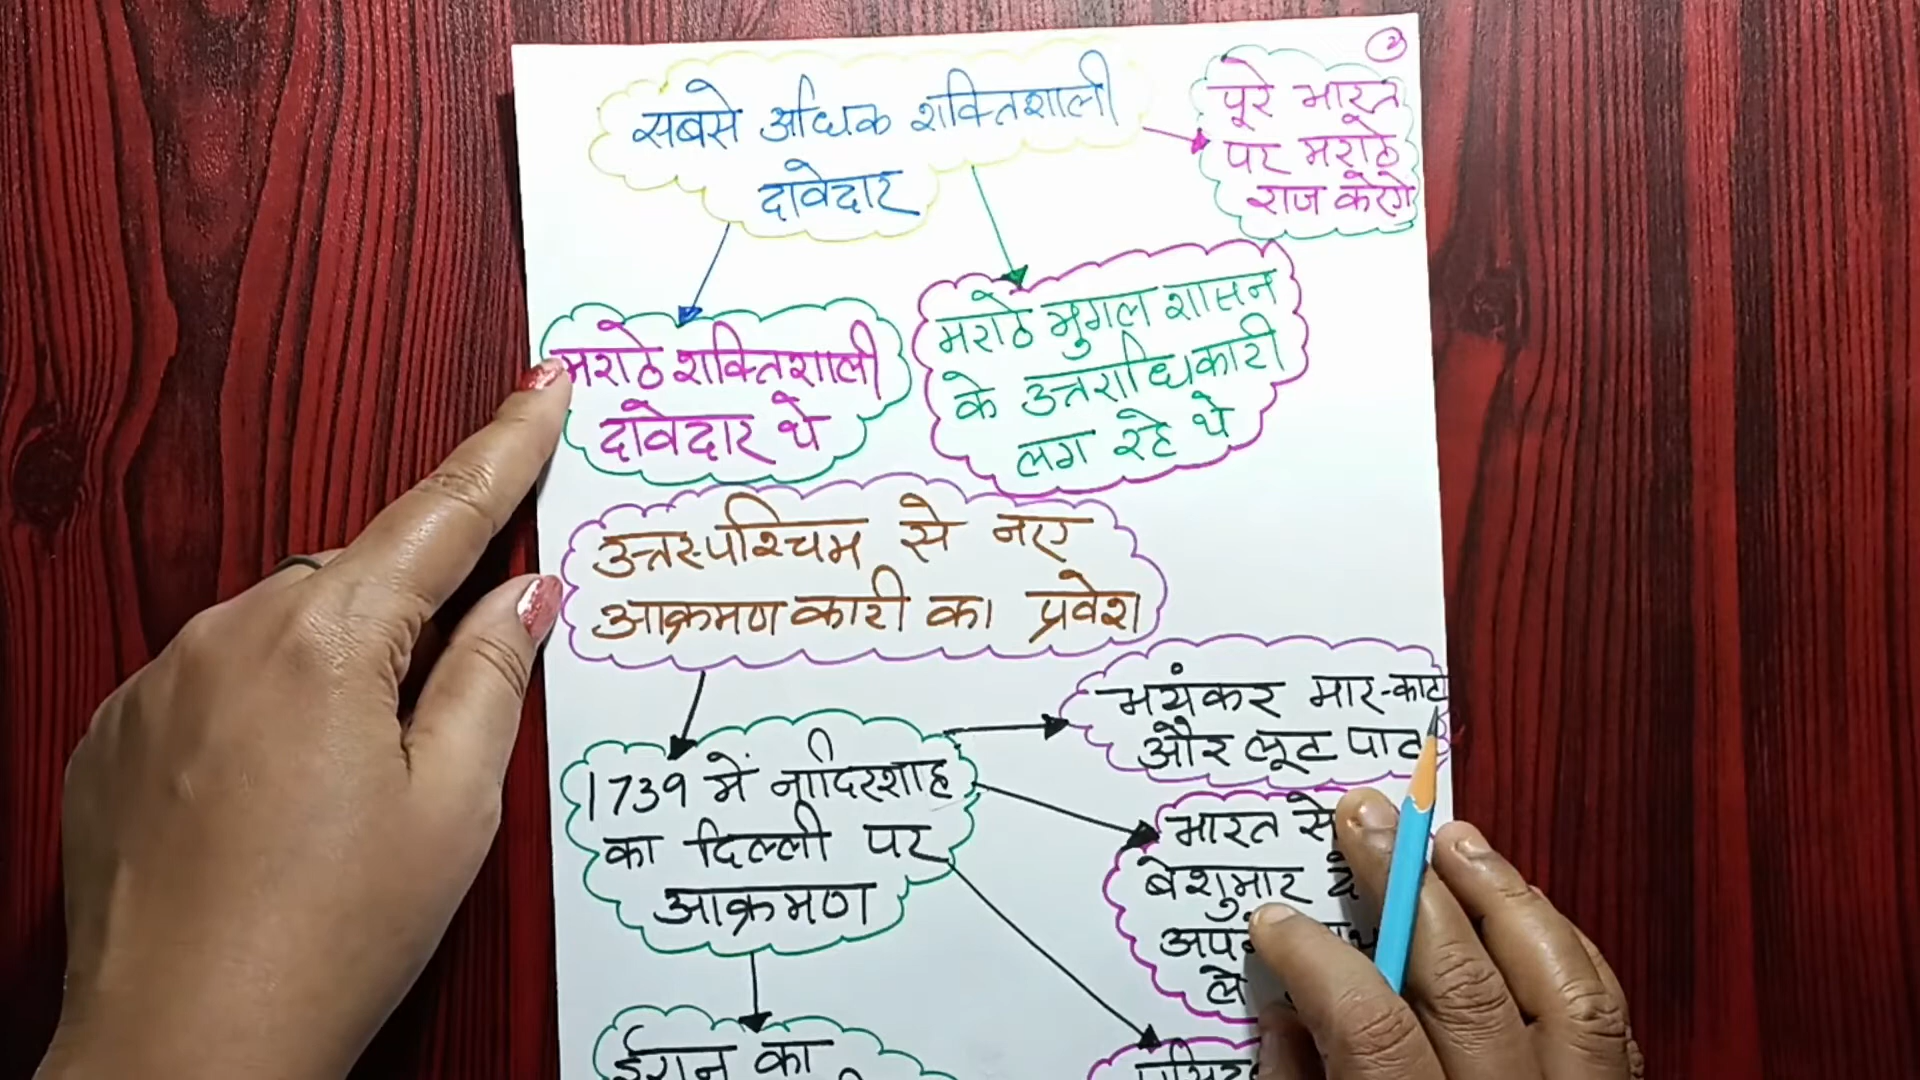 २
सबसे अधिक शक्तिशाली
दावेदार
पूरे भारत
पर मराठे
राज करेंगे
मराठे शक्तिशाली
दावेदार थे
मराठे मुगल शासन
के उत्तराधिकारी
लग रहे थे
उत्तर-पश्चिम से नए
आक्रमणकारी का प्रवेश
1739 में नादिरशाह
का दिल्ली पर
आक्रमण
भयंकर मार-काट
और लूट पाट
भारत से
बेशुमार
ले
ईरान का